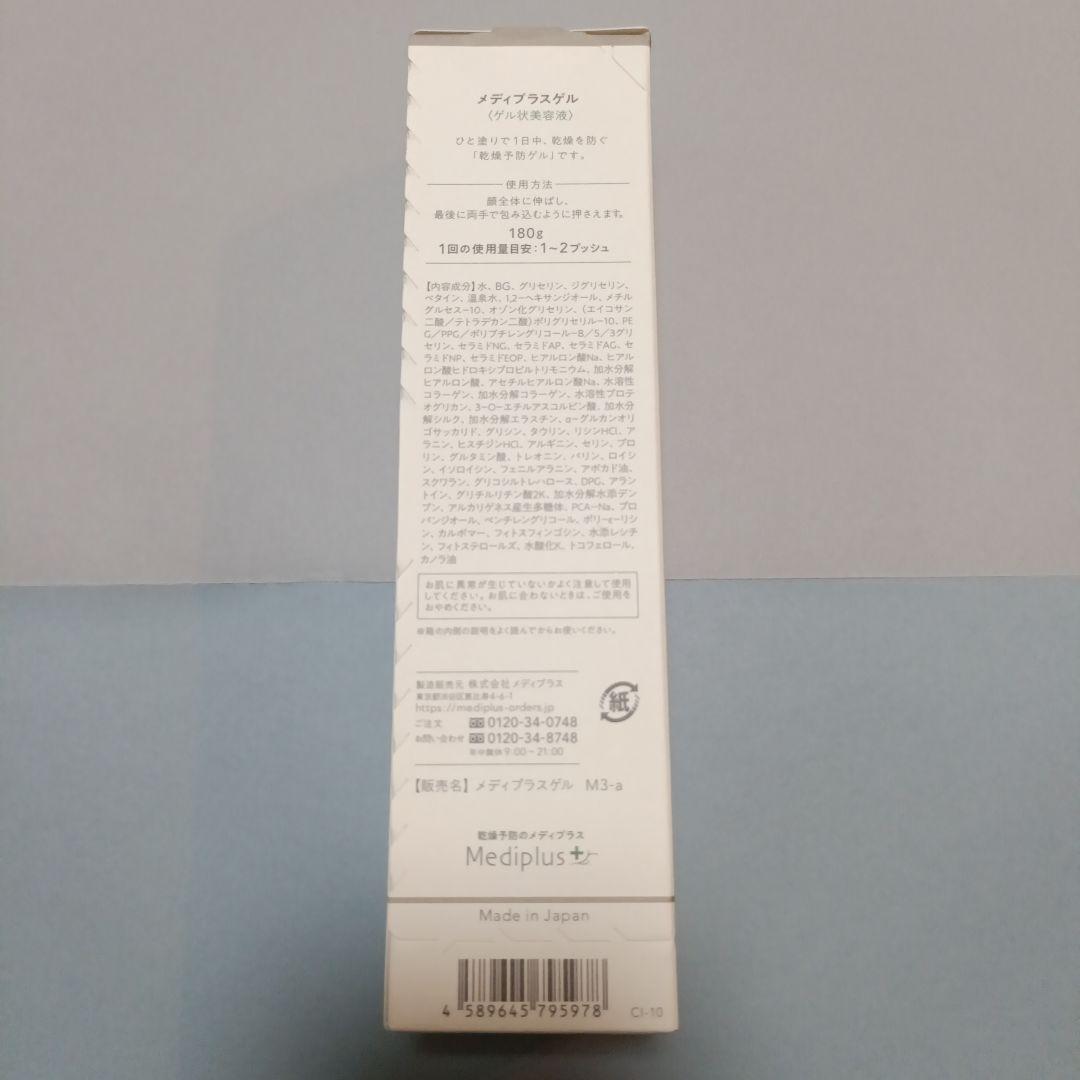 メディプラスゲル
〈ゲル状美容液〉
ひと塗りで1日中、乾燥を防ぐ
「乾燥予防ゲル」です。
使用方法
顔全体に伸ばし、
最後に両手で包み込むように押さえます。
180g
1回の使用量目安：1〜2プッシュ
【内容成分】水、BG、グリセリン、ジグリセリン、
ベタイン、温泉水、1,2-ヘキサンジオール、メチル
グルセス-10、オゾン化グリセリン、（エイコサン
二酸／テトラデカン二酸）ポリグリセリル-10、PE
G／PPG／ポリブチレングリコール-8／5／3グリ
セリン、セラミドNG、セラミドAP、セラミドAG、セ
ラミドNP、セラミドEOP、ヒアルロン酸Na、ヒアル
ロン酸ヒドロキシプロピルトリモニウム、加水分解
ヒアルロン酸、アセチルヒアルロン酸Na、水溶性
コラーゲン、加水分解コラーゲン、水溶性プロテ
オグリカン、3-O-エチルアスコルビン酸、加水分
解シルク、加水分解エラスチン、α-グルカンオリ
ゴサッカリド、グリシン、タウリン、リシンHCl、ア
ラニン、ヒスチジンHCl、アルギニン、セリン、プロ
リン、グルタミン酸、トレオニン、バリン、ロイシ
ン、イソロイシン、フェニルアラニン、アボカド油、
スクワラン、グリコシルトレハロース、DPG、アラン
トイン、グリチルリチン酸2K、加水分解水添デン
プン、アルカリゲネス産生多糖体、PCA-Na、プロ
パンジオール、ペンチレングリコール、ポリ-ε-リシ
ン、カルボマー、フィトスフィンゴシン、水添レシチ
ン、フィトステロールズ、水酸化K、トコフェロール、
カノラ油
お肌に異常が生じていないかよく注意して使用
してください。お肌に合わないときは、ご使用を
おやめください。
※箱の内側の説明をよく読んでからお使いください。
製造販売元 株式会社メディプラス
東京都渋谷区恵比寿4-6-1
https://mediplus-orders.jp
ご注文 0120-34-0748
お問い合わせ 0120-34-8748
年中無休 9:00〜21:00
紙
【販売名】メディプラスゲル M3-a
乾燥予防のメディプラス
Mediplus+
Made in Japan
4 589645 795978
CI-10